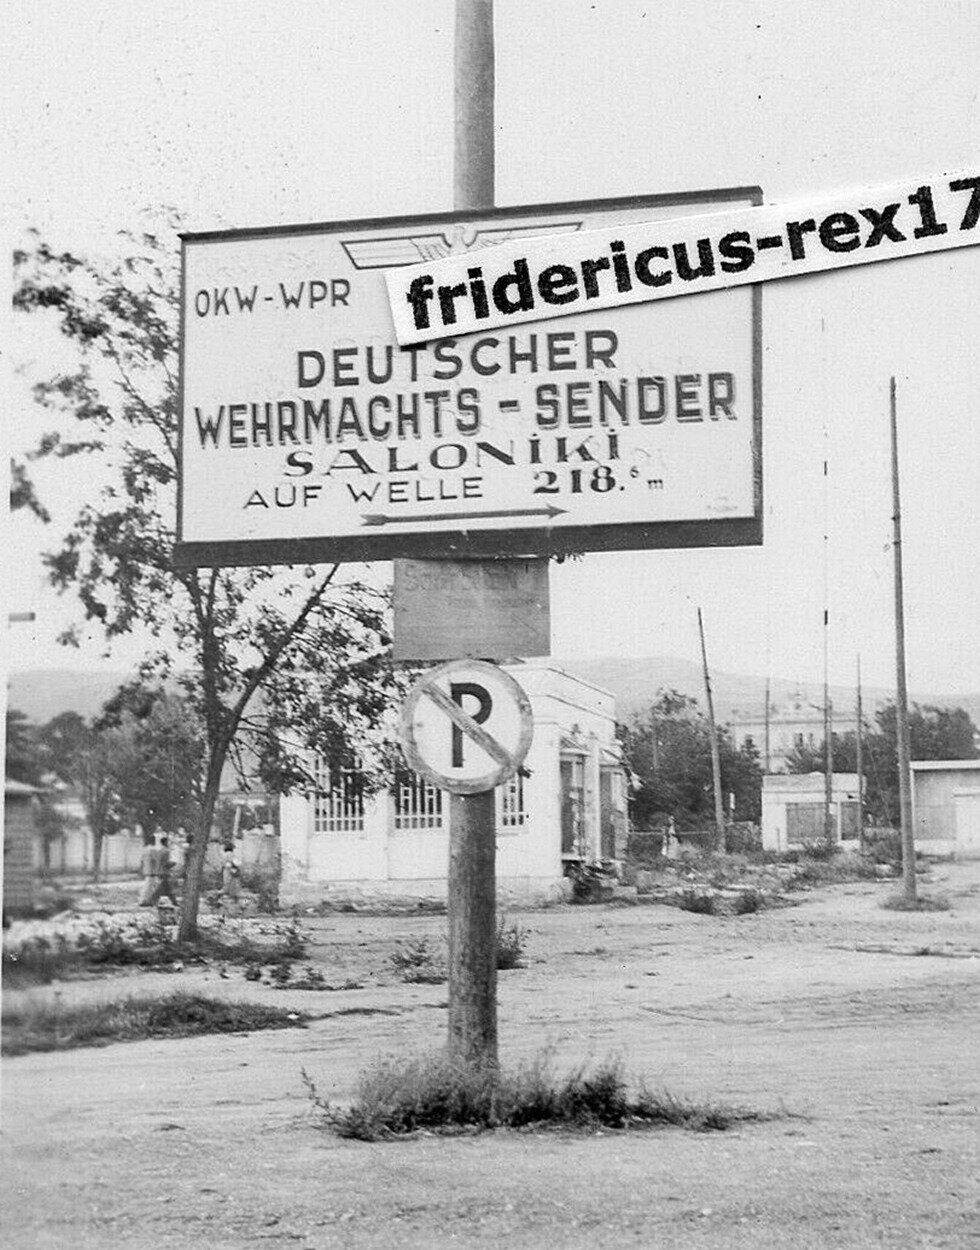 fridericus-rex17
OKW-WPR
DEUTSCHER
WEHRMACHTS - SENDER
SALONIKI
AUF WELLE 218.⁶ m
P